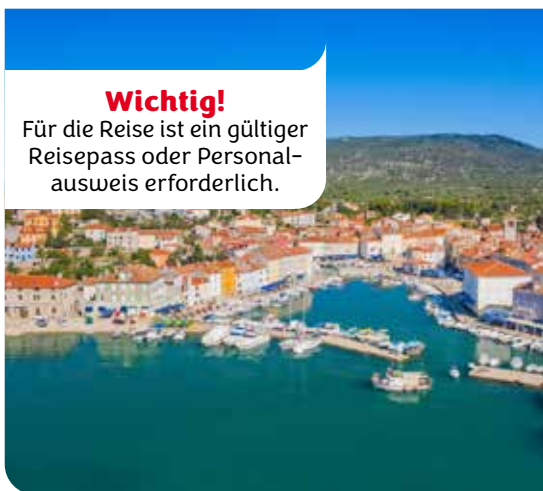 Wichtig!
Für die Reise ist ein gültiger
Reisepass oder Personal-
ausweis erforderlich.